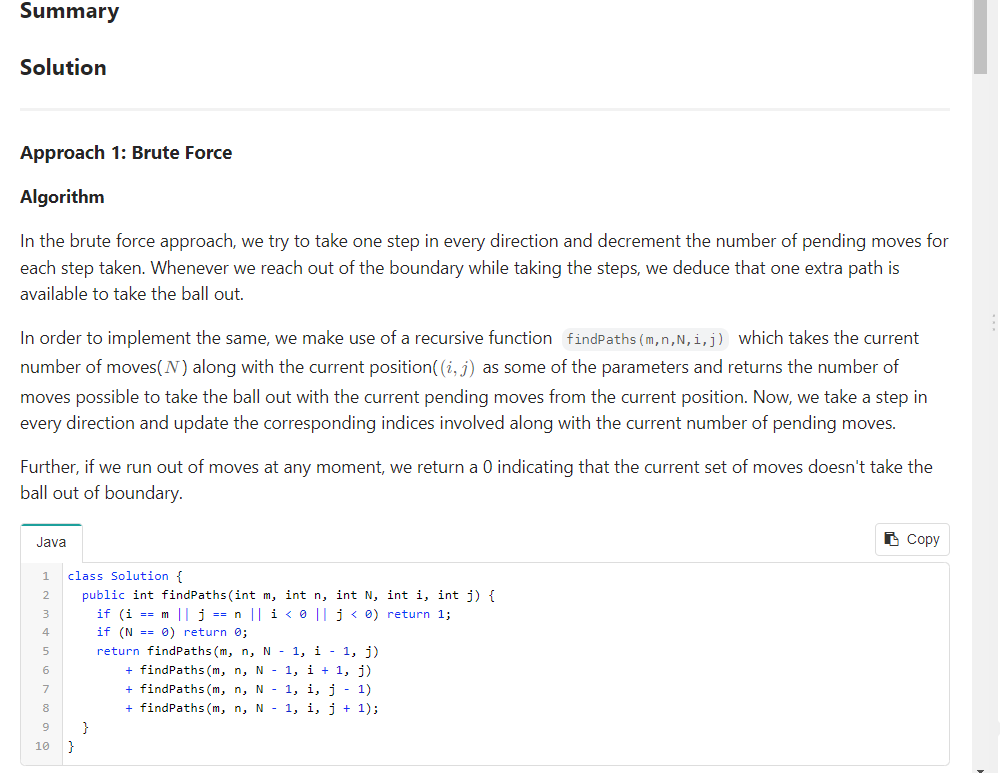 Summary
Solution
Approach 1: Brute Force
Algorithm
In the brute force approach, we try to take one step in every direction and decrement the number of pending moves for
each step taken. Whenever we reach out of the boundary while taking the steps, we deduce that one extra path is
available to take the ball out.
In order to implement the same, we make use of a recursive function findPaths(m,n,N,i,j) which takes the current
number of moves(N) along with the current position((i, j) as some of the parameters and returns the number of
moves possible to take the ball out with the current pending moves from the current position. Now, we take a step in
every direction and update the corresponding indices involved along with the current number of pending moves.
Further, if we run out of moves at any moment, we return a 0 indicating that the current set of moves doesn't take the
ball out of boundary.
Java
Copy
1 class Solution {
2   public int findPaths(int m, int n, int N, int i, int j) {
3     if (i == m || j == n || i < 0 || j < 0) return 1;
4     if (N == 0) return 0;
5     return findPaths(m, n, N - 1, i - 1, j)
6         + findPaths(m, n, N - 1, i + 1, j)
7         + findPaths(m, n, N - 1, i, j - 1)
8         + findPaths(m, n, N - 1, i, j + 1);
9   }
10 }